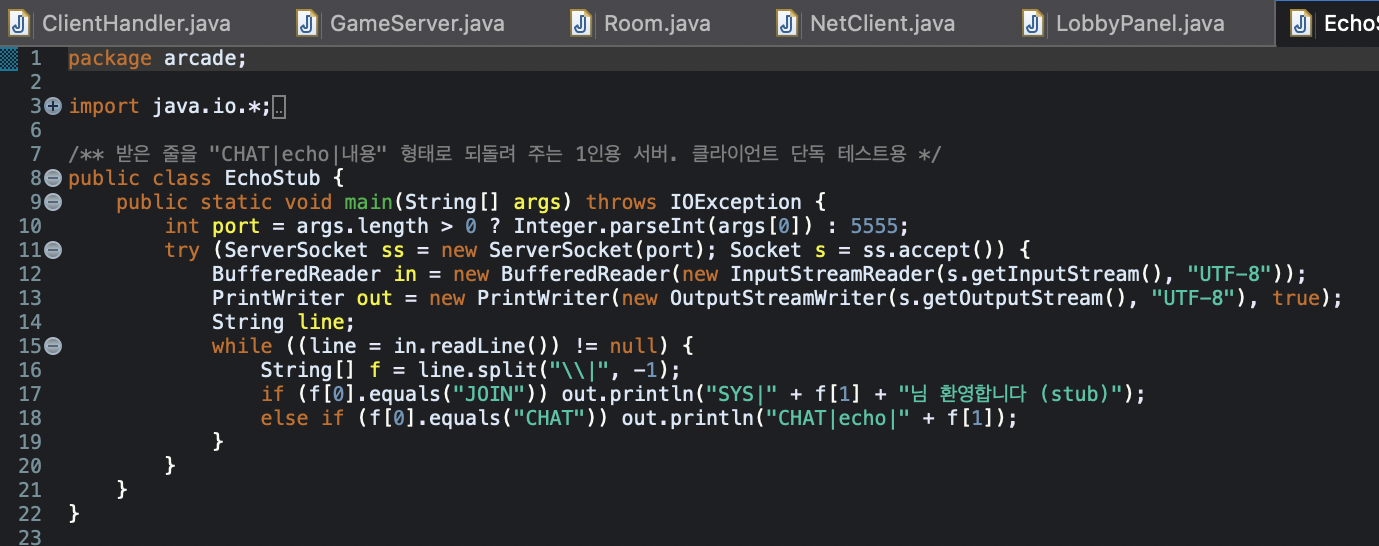 ClientHandler.java GameServer.java Room.java NetClient.java LobbyPanel.java EchoS
1 package arcade;
2
3 import java.io.*;
6
7 /** 받은 줄을 "CHAT|echo|내용" 형태로 되돌려 주는 1인용 서버. 클라이언트 단독 테스트용 */
8 public class EchoStub {
9     public static void main(String[] args) throws IOException {
10         int port = args.length > 0 ? Integer.parseInt(args[0]) : 5555;
11         try (ServerSocket ss = new ServerSocket(port); Socket s = ss.accept()) {
12             BufferedReader in = new BufferedReader(new InputStreamReader(s.getInputStream(), "UTF-8"));
13             PrintWriter out = new PrintWriter(new OutputStreamWriter(s.getOutputStream(), "UTF-8"), true);
14             String line;
15             while ((line = in.readLine()) != null) {
16                 String[] f = line.split("\\|", -1);
17                 if (f[0].equals("JOIN")) out.println("SYS|" + f[1] + "님 환영합니다 (stub)");
18                 else if (f[0].equals("CHAT")) out.println("CHAT|echo|" + f[1]);
19             }
20         }
21     }
22 }
23